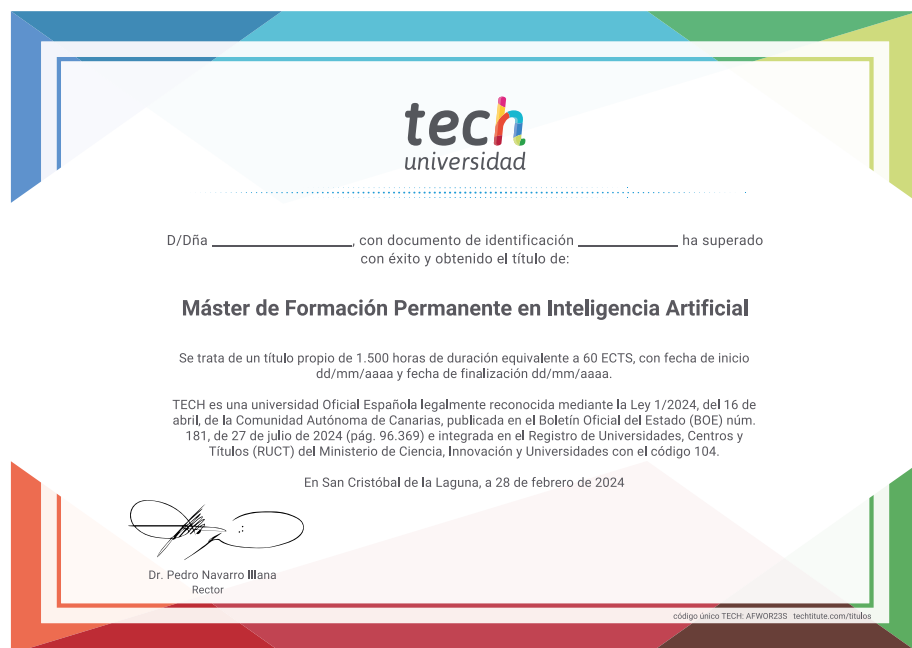 tech
universidad
D/Dña ____________________, con documento de identificación ______________ ha superado
con éxito y obtenido el título de:
Máster de Formación Permanente en Inteligencia Artificial
Se trata de un título propio de 1.500 horas de duración equivalente a 60 ECTS, con fecha de inicio
dd/mm/aaaa y fecha de finalización dd/mm/aaaa.
TECH es una universidad Oficial Española legalmente reconocida mediante la Ley 1/2024, del 16 de
abril, de la Comunidad Autónoma de Canarias, publicada en el Boletín Oficial del Estado (BOE) núm.
181, de 27 de julio de 2024 (pág. 96.369) e integrada en el Registro de Universidades, Centros y
Títulos (RUCT) del Ministerio de Ciencia, Innovación y Universidades con el código 104.
En San Cristóbal de la Laguna, a 28 de febrero de 2024
Dr. Pedro Navarro Illana
Rector
código único TECH: AFWOR23S techtitute.com/titulos